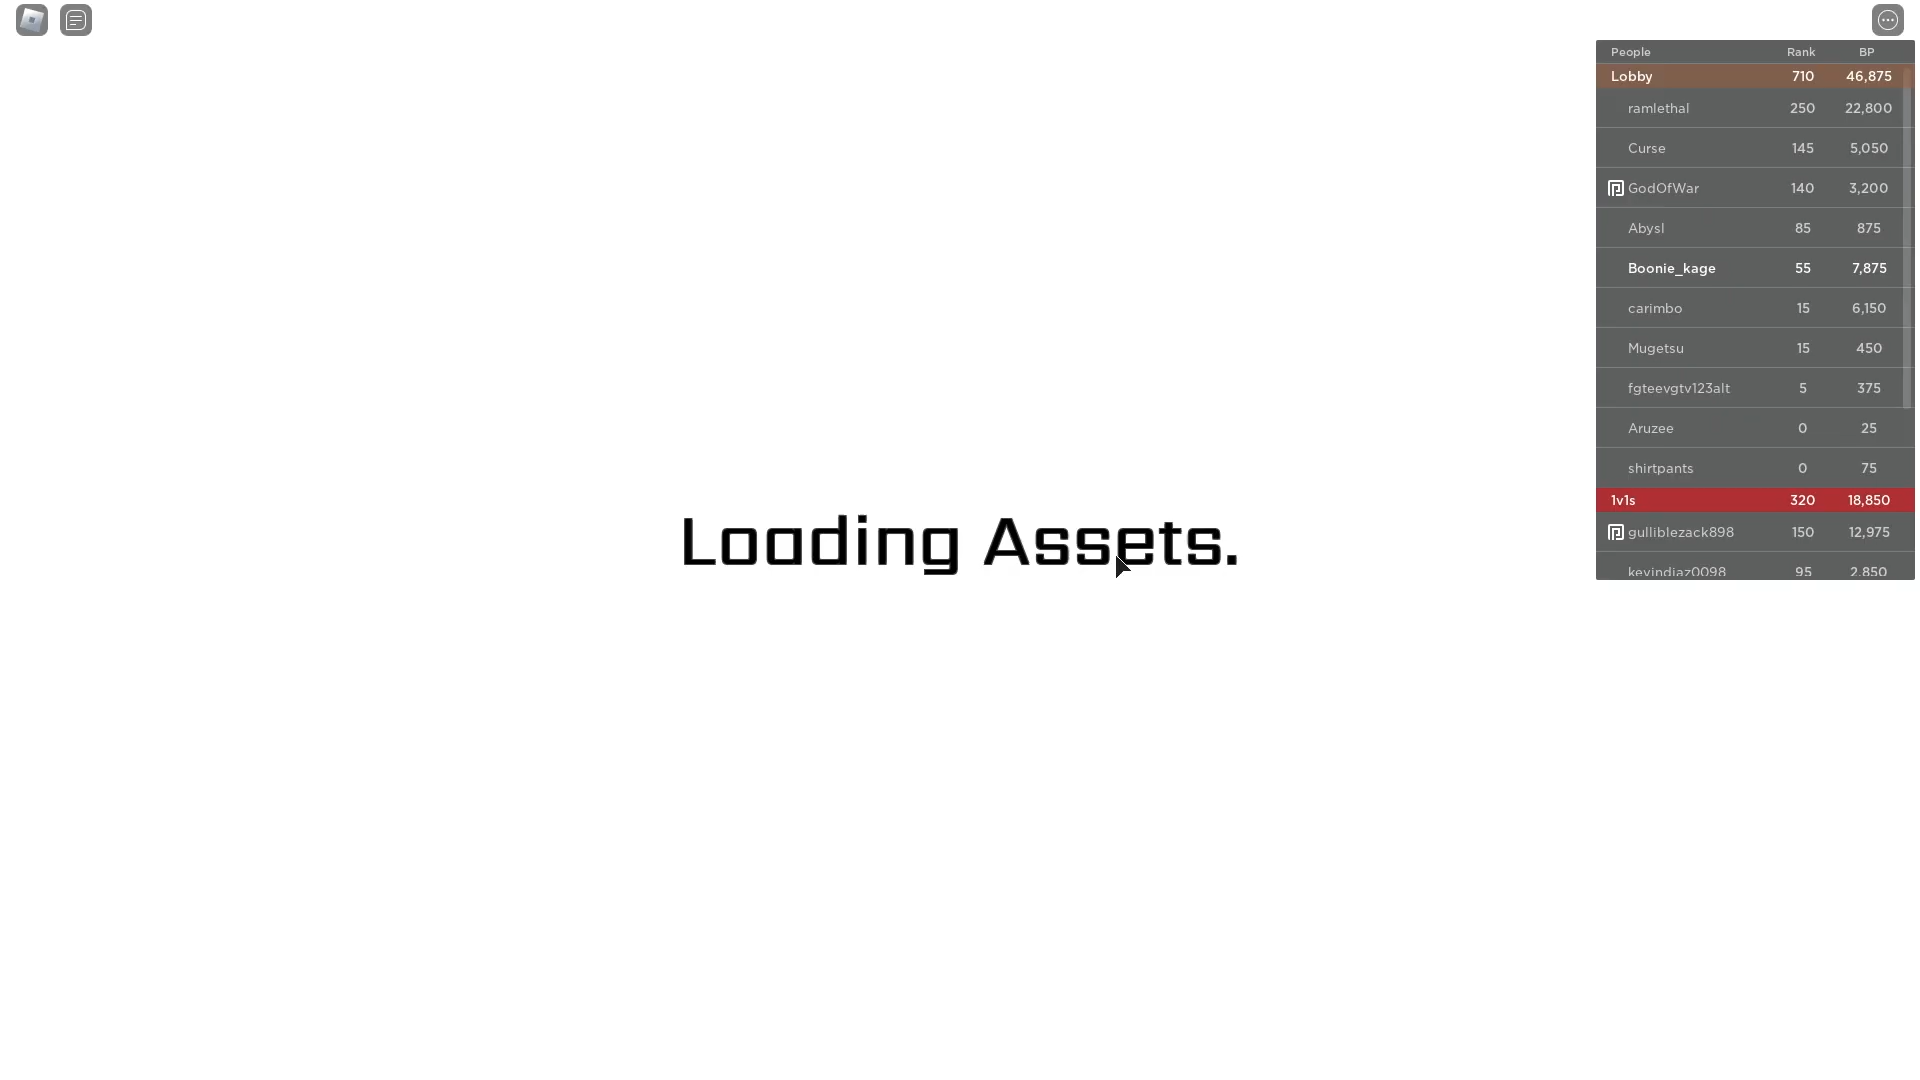 People Rank BP
Lobby 710 46,875
ramlethal 250 22,800
Curse 145 5,050
GodOfWar 140 3,200
Abysl 85 875
Boonie_kage 55 7,875
carimbo 15 6,150
Mugetsu 15 450
fgteevgtv123alt 5 375
Aruzee 0 25
shirtpants 0 75
1v1s 320 18,850
gulliblezack898 150 12,975
kevindiaz0098 95 2,850
Loading Assets.